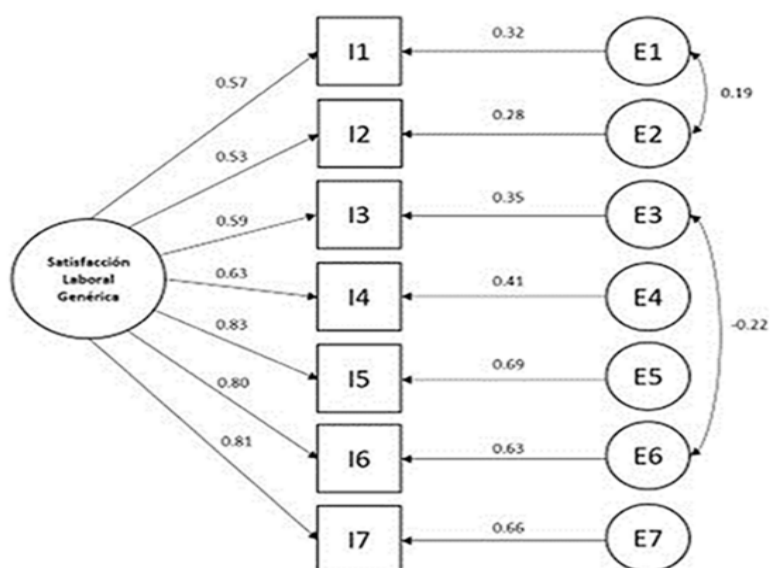 I1
0.32
E1
0.57
0.19
I2
0.28
E2
0.53
I3
0.35
E3
0.59
Satisfacción
Laboral
Genérica
0.63
I4
0.41
E4
0.83
-0.22
I5
0.69
E5
0.80
I6
0.63
E6
0.81
I7
0.66
E7